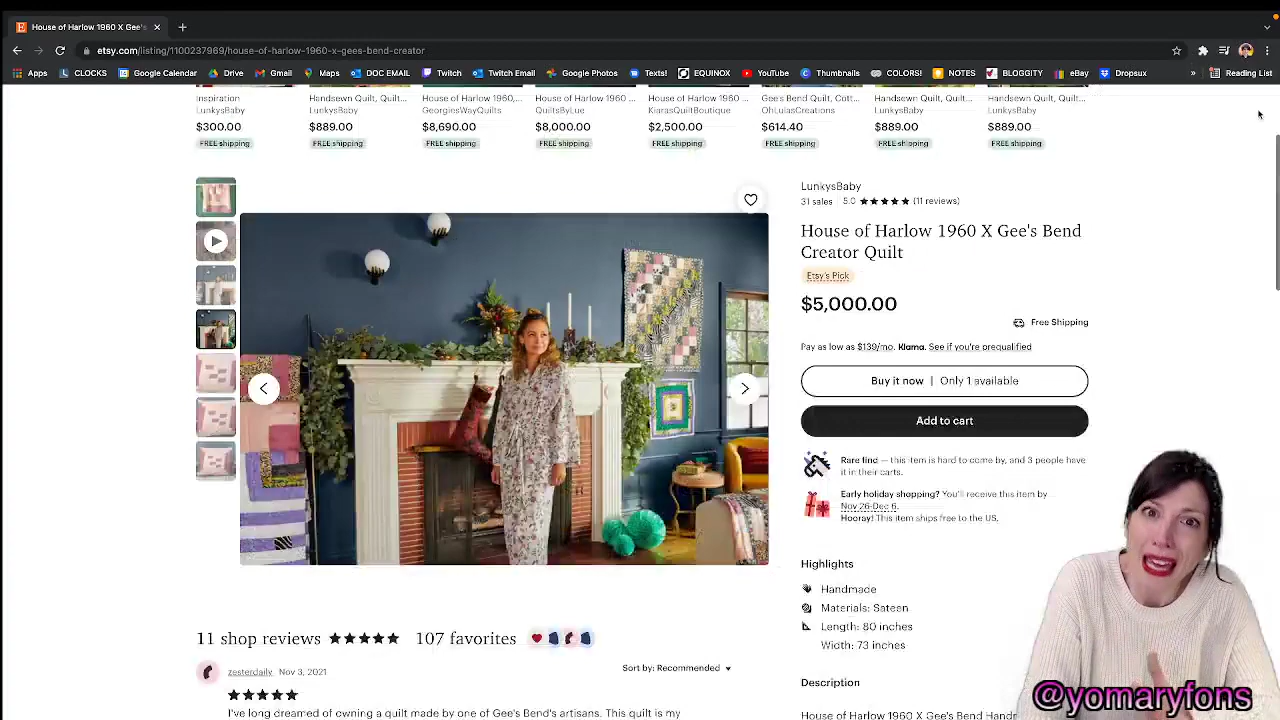 House of Harlow 1960 X Gee's
etsy.com/listing/1100237969/house-of-harlow-1960-x-gees-bend-creator
Apps CLOCKS Google Calendar Drive Gmail Maps DOC EMAIL Twitch Twitch Email Google Photos Texts! EQUINOX YouTube Thumbnails COLORS! NOTES BLOGGITY eBay Dropsux » Reading List
Inspiration Handsewn Quilt, Quilt... House of Harlow 1960,... House of Harlow 1960 ... House of Harlow 1960 ... Gee's Bend Quilt, Cott... Handsewn Quilt, Quilt... Handsewn Quilt, Quilt...
LunkysBaby LunkysBaby GeorgiesWayQuilts QuiltsByLue KiarasQuiltBoutique OhLulasCreations LunkysBaby LunkysBaby
$300.00 $889.00 $8,690.00 $8,000.00 $2,500.00 $614.40 $889.00 $889.00
FREE shipping FREE shipping FREE shipping FREE shipping FREE shipping FREE shipping FREE shipping FREE shipping
LunkysBaby
31 sales 5.0 ★★★★★ (11 reviews)
House of Harlow 1960 X Gee's Bend
Creator Quilt
Etsy's Pick
$5,000.00
Free Shipping
Pay as low as $139/mo. Klarna. See if you're prequalified
Buy it now | Only 1 available
Add to cart
Rare find — this item is hard to come by, and 3 people have
it in their carts.
Early holiday shopping? You'll receive this item by
Nov 26-Dec 6.
Hooray! This item ships free to the US.
Highlights
Handmade
Materials: Sateen
Length: 80 inches
Width: 73 inches
Description
11 shop reviews ★★★★★ 107 favorites
zesterdaily Nov 3, 2021
Sort by: Recommended
★★★★★
I've long dreamed of owning a quilt made by one of Gee's Bend's artisans. This quilt is my
@yomaryfons